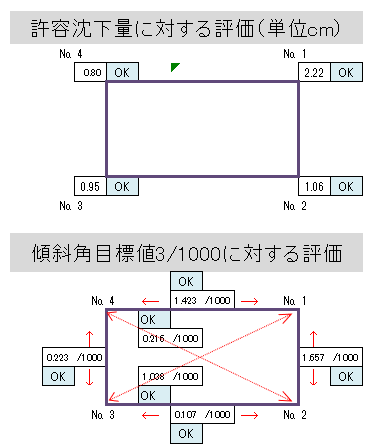 許容沈下量に対する評価(単位cm)
No. 4 No. 1
0.80 OK 2.22 OK
0.95 OK 1.06 OK
No. 3 No. 2
傾斜角目標値3/1000に対する評価
OK
No. 4 1.423 /1000 No. 1
OK
0.216 /1000
0.223 /1000 1.657 /1000
OK OK
1.038 /1000
OK
No. 3 0.107 /1000 No. 2
OK